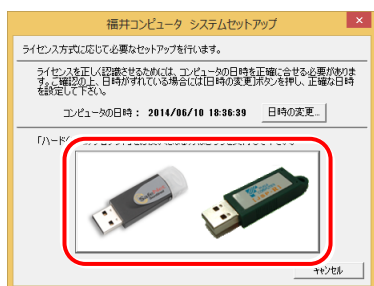 福井コンピュータ システムセットアップ
ライセンス方式に応じて必要なセットアップを行います。
ライセンスを正しく認識させるためには、コンピュータの日時を正確に合せる必要がありま
す。ご確認の上、日時がずれている場合には[日時の変更]ボタンを押し、正確な日時
を設定して下さい。
コンピュータの日時： 2014/06/10 18:36:39 日時の変更...
「ハード
キャンセル